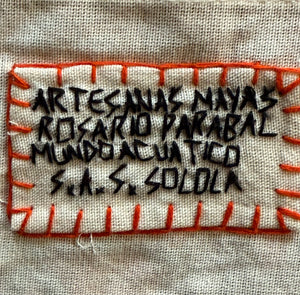 ARTESANAS MAYAS
ROSARIO PARABAL
MUNDO ACUATICO
S.A.S. SOLOLA